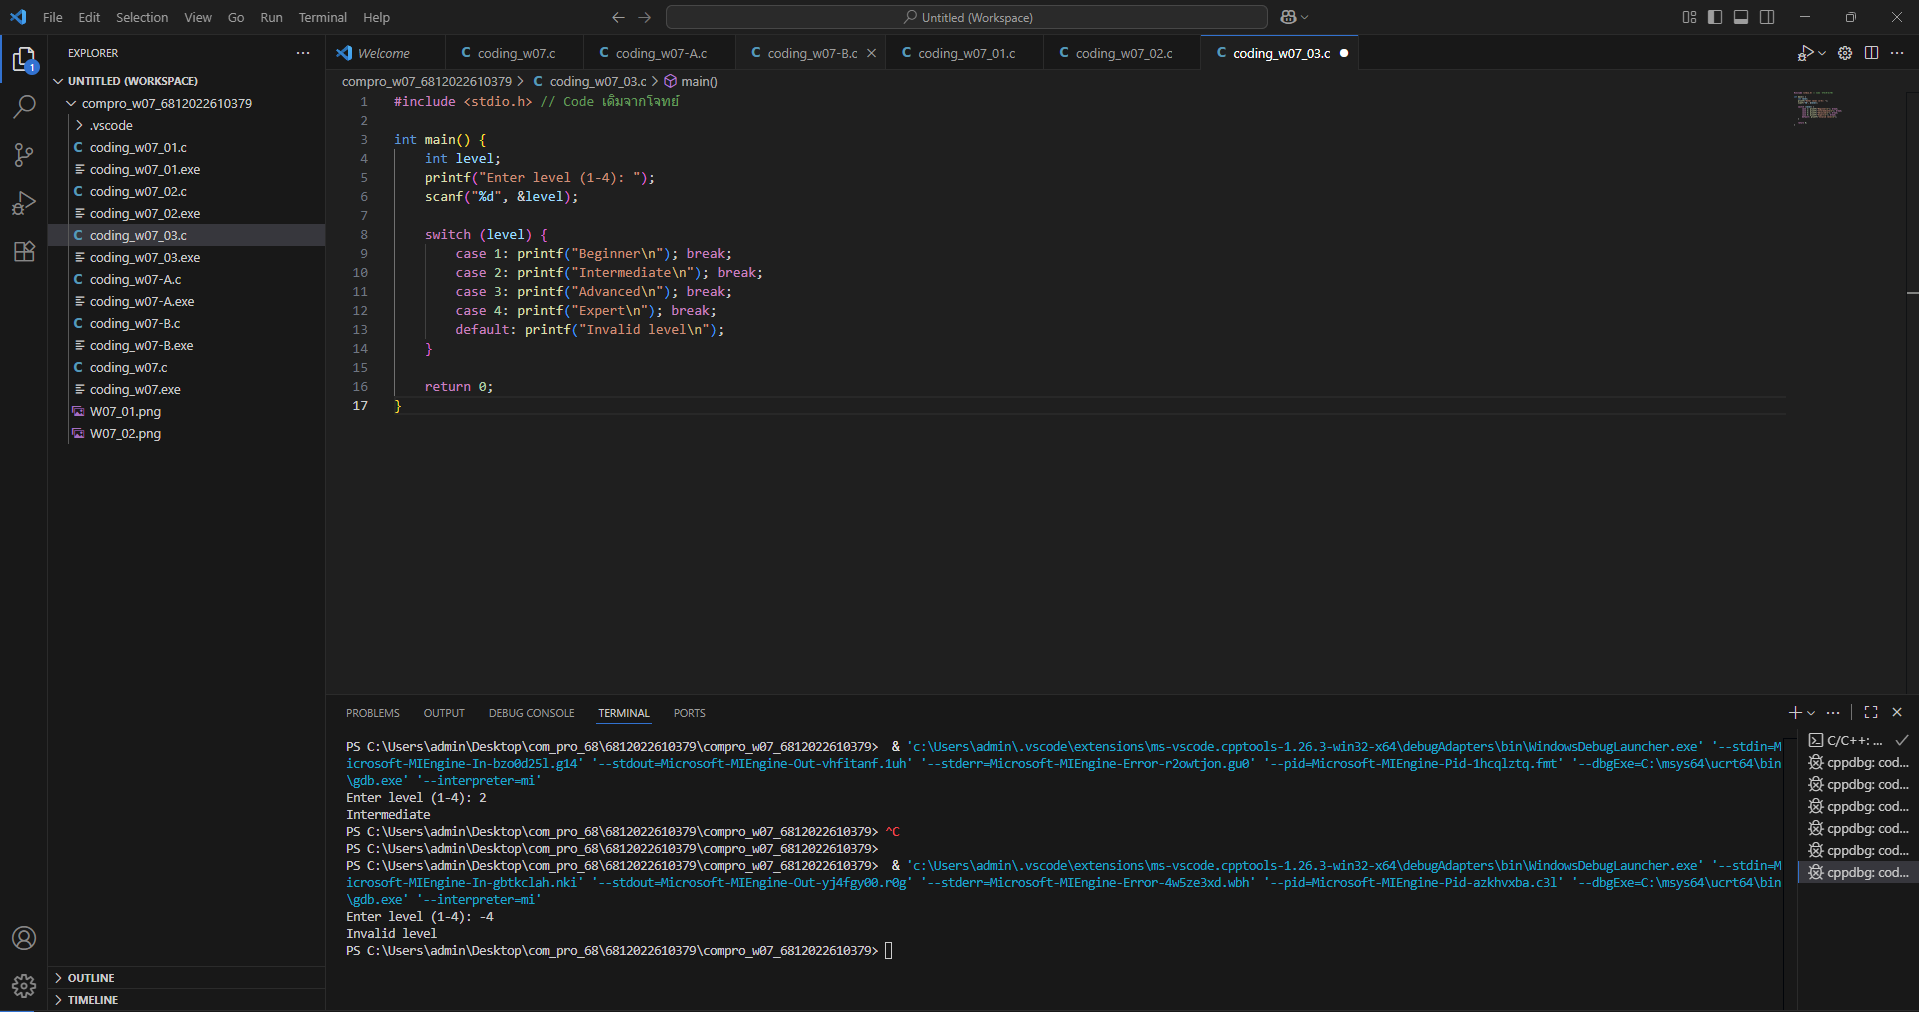 File Edit Selection View Go Run Terminal Help
Untitled (Workspace)
EXPLORER
UNTITLED (WORKSPACE)
compro_w07_6812022610379
.vscode
coding_w07_01.c
coding_w07_01.exe
coding_w07_02.c
coding_w07_02.exe
coding_w07_03.c
coding_w07_03.exe
coding_w07-A.c
coding_w07-A.exe
coding_w07-B.c
coding_w07-B.exe
coding_w07.c
coding_w07.exe
W07_01.png
W07_02.png
OUTLINE
TIMELINE
1
Welcome C coding_w07.c C coding_w07-A.c C coding_w07-B.c C coding_w07_01.c C coding_w07_02.c C coding_w07_03.c
compro_w07_6812022610379 > C coding_w07_03.c > main()
1 #include <stdio.h> // Code เดิมจากโจทย์
2
3 int main() {
4 int level;
5 printf("Enter level (1-4): ");
6 scanf("%d", &level);
7
8 switch (level) {
9 case 1: printf("Beginner\n"); break;
10 case 2: printf("Intermediate\n"); break;
11 case 3: printf("Advanced\n"); break;
12 case 4: printf("Expert\n"); break;
13 default: printf("Invalid level\n");
14 }
15
16 return 0;
17 }
PROBLEMS OUTPUT DEBUG CONSOLE TERMINAL PORTS
PS C:\Users\admin\Desktop\com_pro_68\6812022610379\compro_w07_6812022610379> & 'c:\Users\admin\.vscode\extensions\ms-vscode.cpptools-1.26.3-win32-x64\debugAdapters\bin\WindowsDebugLauncher.exe' '--stdin=M
icrosoft-MIEngine-In-bzo0d25l.g14' '--stdout=Microsoft-MIEngine-Out-vhfitanf.1uh' '--stderr=Microsoft-MIEngine-Error-r2owtjon.gu0' '--pid=Microsoft-MIEngine-Pid-1hcqlztq.fmt' '--dbgExe=C:\msys64\ucrt64\bin
\gdb.exe' '--interpreter=mi'
Enter level (1-4): 2
Intermediate
PS C:\Users\admin\Desktop\com_pro_68\6812022610379\compro_w07_6812022610379> ^C
PS C:\Users\admin\Desktop\com_pro_68\6812022610379\compro_w07_6812022610379>
PS C:\Users\admin\Desktop\com_pro_68\6812022610379\compro_w07_6812022610379> & 'c:\Users\admin\.vscode\extensions\ms-vscode.cpptools-1.26.3-win32-x64\debugAdapters\bin\WindowsDebugLauncher.exe' '--stdin=M
icrosoft-MIEngine-In-gbtkclah.nki' '--stdout=Microsoft-MIEngine-Out-yj4fgy00.r0g' '--stderr=Microsoft-MIEngine-Error-4w5ze3xd.wbh' '--pid=Microsoft-MIEngine-Pid-azkhvxba.c3l' '--dbgExe=C:\msys64\ucrt64\bin
\gdb.exe' '--interpreter=mi'
Enter level (1-4): -4
Invalid level
PS C:\Users\admin\Desktop\com_pro_68\6812022610379\compro_w07_6812022610379>
C/C++: ...
cppdbg: cod...
cppdbg: cod...
cppdbg: cod...
cppdbg: cod...
cppdbg: cod...
cppdbg: cod...